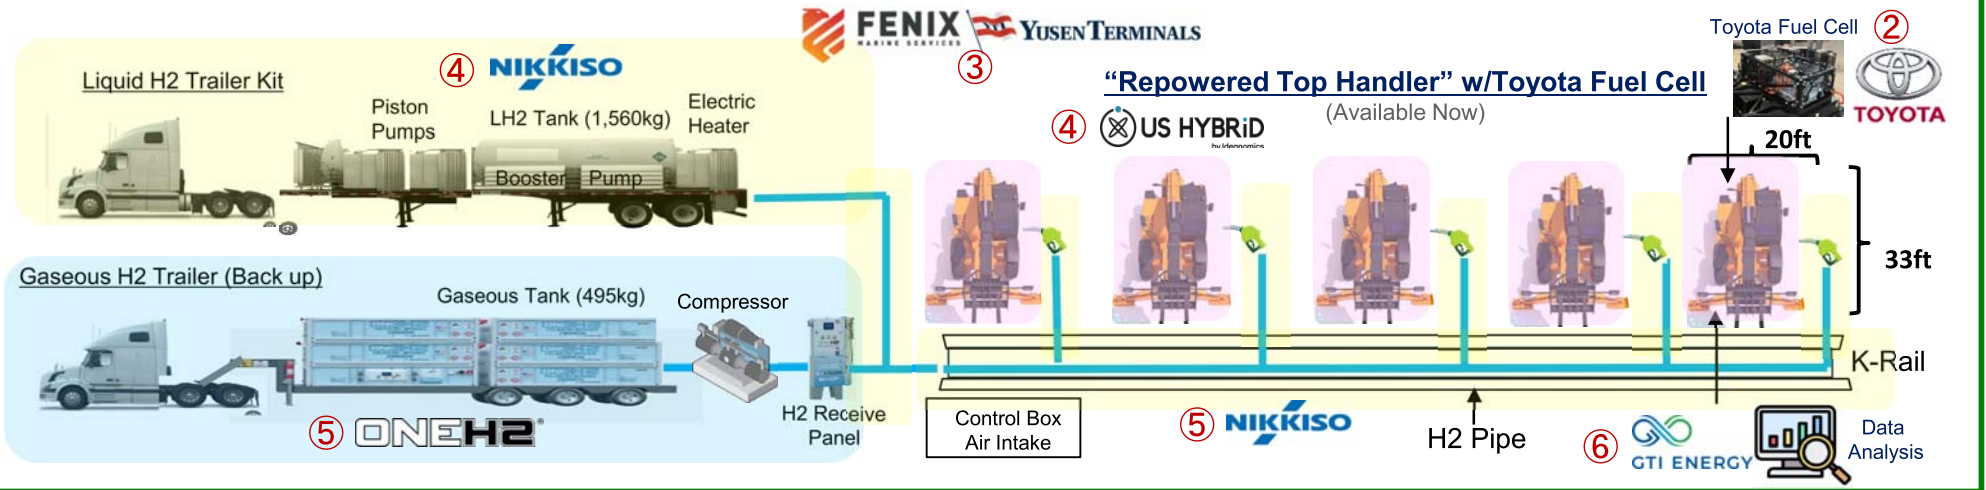 FENIX
MARINE SERVICES
YUSEN TERMINALS
③
Toyota Fuel Cell
②
TOYOTA
④
NIKKISO
Liquid H2 Trailer Kit
Piston
Pumps
LH2 Tank (1,560kg)
Electric
Heater
Booster Pump
“Repowered Top Handler” w/Toyota Fuel Cell
(Available Now)
④
US HYBRiD
by Ideanomics
20ft
33ft
Gaseous H2 Trailer (Back up)
Gaseous Tank (495kg)
Compressor
H2 Receive
Panel
⑤
ONEH2
K-Rail
Control Box
Air Intake
⑤
NIKKISO
H2 Pipe
⑥
GTI ENERGY
Data
Analysis